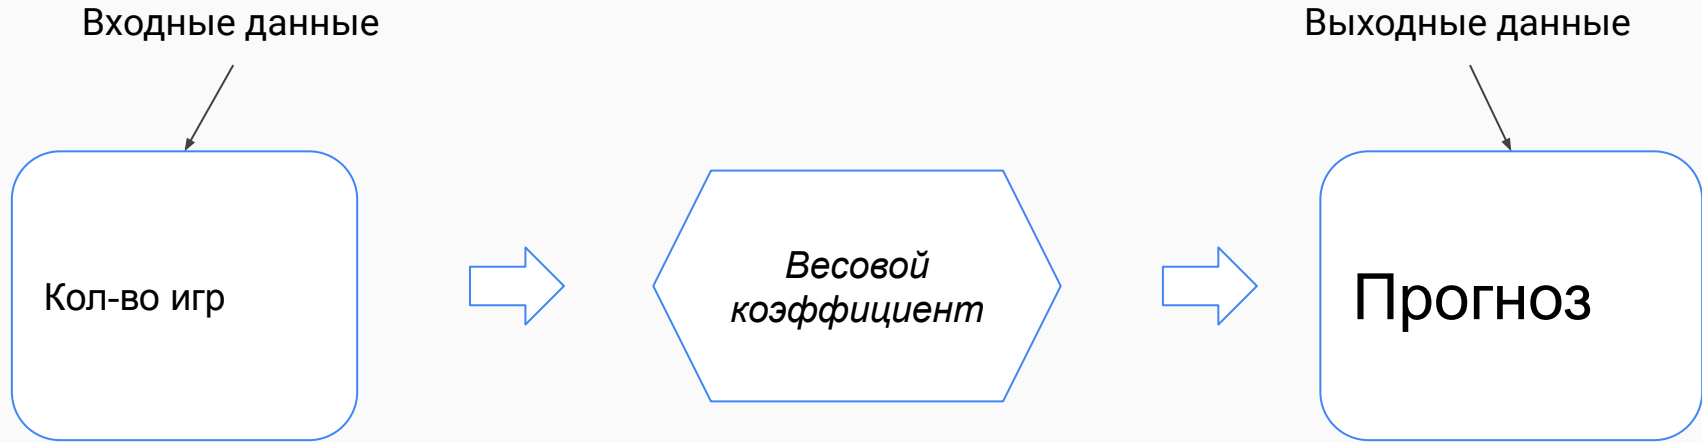 Входные данные
Выходные данные
Кол-во игр
Весовой
коэффициент
Прогноз